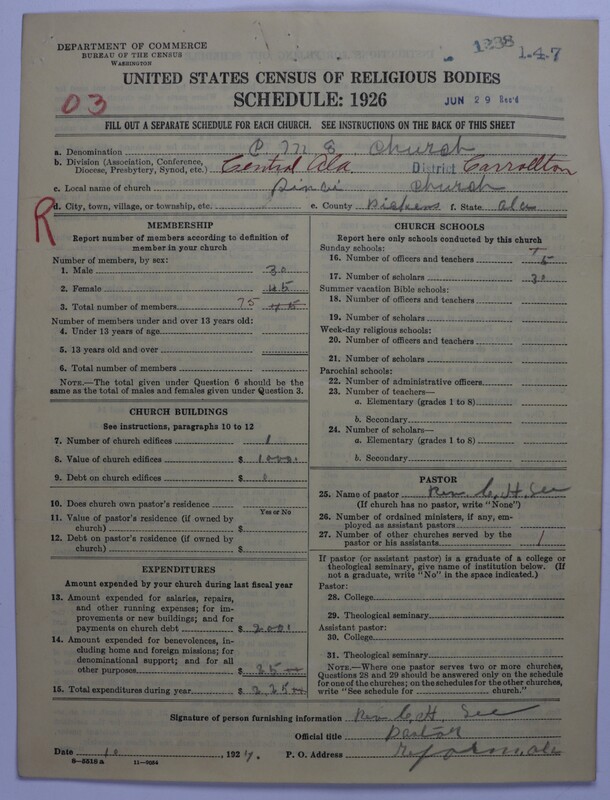 DEPARTMENT OF COMMERCE
BUREAU OF THE CENSUS
WASHINGTON
1238 1.4.7
UNITED STATES CENSUS OF RELIGIOUS BODIES
SCHEDULE: 1926
03
JUN 29 Rec'd
FILL OUT A SEPARATE SCHEDULE FOR EACH CHURCH. SEE INSTRUCTIONS ON THE BACK OF THIS SHEET
a. Denomination C. M. E church
b. Division (Association, Conference, Diocese, Presbytery, Synod, etc.) Central Ala. District Carrollton
c. Local name of church church
R
d. City, town, village, or township, etc. e. County Pickens f. State Ala
MEMBERSHIP
Report number of members according to definition of member in your church
Number of members, by sex:
1. Male 30
2. Female 45
3. Total number of members 75 45
Number of members under and over 13 years old:
4. Under 13 years of age
5. 13 years old and over
6. Total number of members
NOTE.—The total given under Question 6 should be the same as the total of males and females given under Question 3.
CHURCH BUILDINGS
See instructions, paragraphs 10 to 12
7. Number of church edifices 1
8. Value of church edifices $
9. Debt on church edifices $
10. Does church own pastor's residence
Yes or No
11. Value of pastor's residence (if owned by church) $
12. Debt on pastor's residence (if owned by church) $
EXPENDITURES
Amount expended by your church during last fiscal year
13. Amount expended for salaries, repairs, and other running expenses; for improvements or new buildings; and for payments on church debt $
14. Amount expended for benevolences, including home and foreign missions; for denominational support; and for all other purposes $ 25
15. Total expenditures during year $ 225
CHURCH SCHOOLS
Report here only schools conducted by this church
Sunday schools:
16. Number of officers and teachers 5
17. Number of scholars 30
Summer vacation Bible schools:
18. Number of officers and teachers
19. Number of scholars
Week-day religious schools:
20. Number of officers and teachers
21. Number of scholars
Parochial schools:
22. Number of administrative officers
23. Number of teachers—
a. Elementary (grades 1 to 8)
b. Secondary
24. Number of scholars—
a. Elementary (grades 1 to 8)
b. Secondary
PASTOR
25. Name of pastor Rev C. H. See
(If church has no pastor, write "None")
26. Number of ordained ministers, if any, employed as assistant pastors
27. Number of other churches served by the pastor or his assistants 1
If pastor (or assistant pastor) is a graduate of a college or theological seminary, give name of institution below. (If not a graduate, write "No" in the space indicated.)
Pastor:
28. College
29. Theological seminary
Assistant pastor:
30. College
31. Theological seminary
NOTE.—Where one pastor serves two or more churches, Questions 28 and 29 should be answered only on the schedule for one of the churches; on the schedules for the other churches, write "See schedule for church."
Signature of person furnishing information Rev C. H. See
Official title Pastor
Date 10, 1927. P. O. Address Reform, Ala
8-5518 a 11-9054